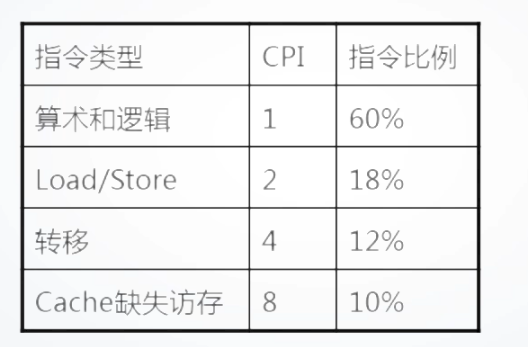 指令类型 CPI 指令比例
算术和逻辑 1 60%
Load/Store 2 18%
转移 4 12%
Cache缺失访存 8 10%